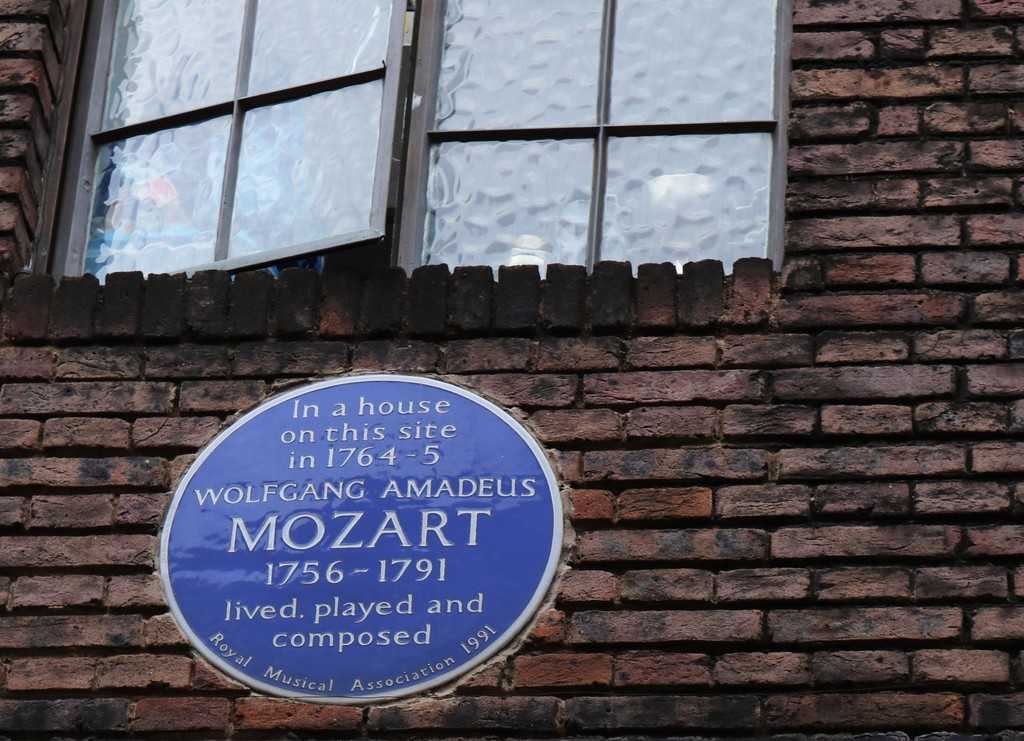 In a house
on this site
in 1764-5
WOLFGANG AMADEUS
MOZART
1756-1791
lived, played and
composed
Royal Musical Association 1991